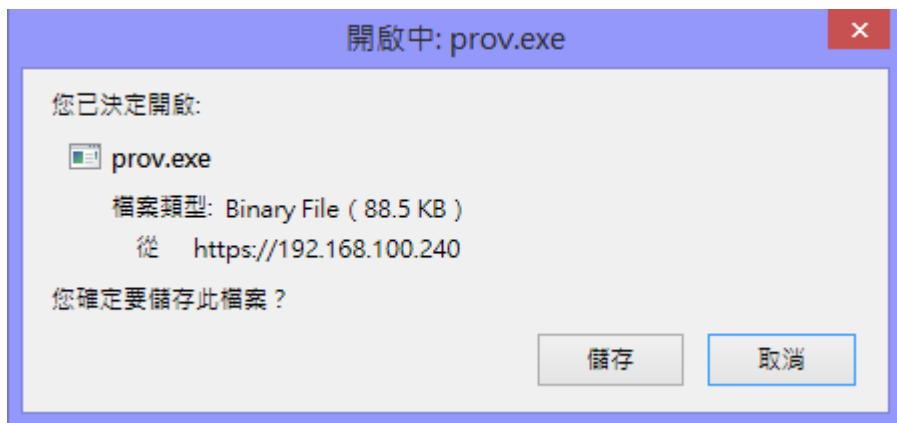 開啟中: prov.exe
您已決定開啟:
prov.exe
檔案類型: Binary File ( 88.5 KB )
從 https://192.168.100.240
您確定要儲存此檔案？
儲存 取消